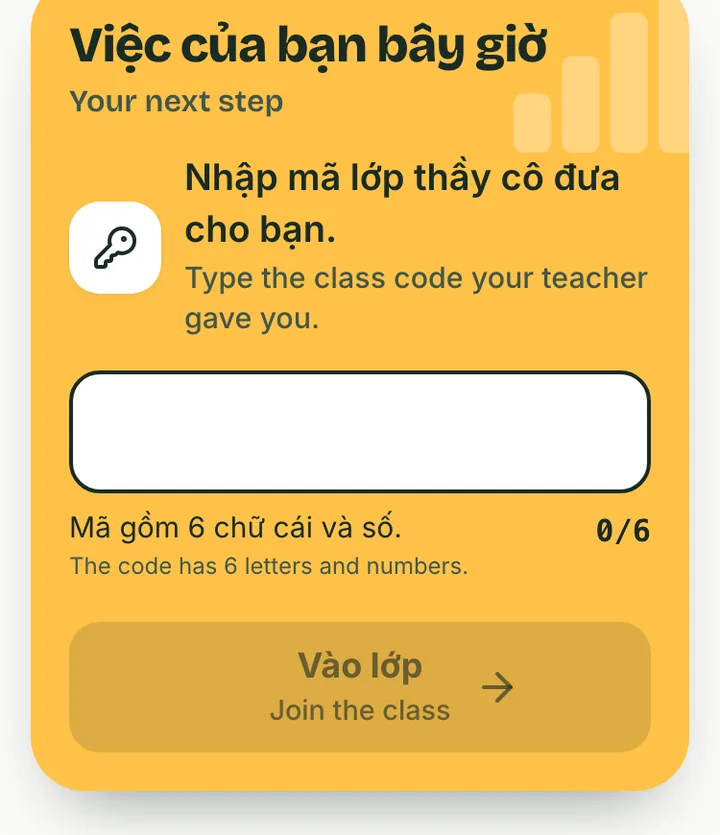 Việc của bạn bây giờ
Your next step
Nhập mã lớp thầy cô đưa
cho bạn.
Type the class code your teacher
gave you.
Mã gồm 6 chữ cái và số.
0/6
The code has 6 letters and numbers.
Vào lớp
Join the class